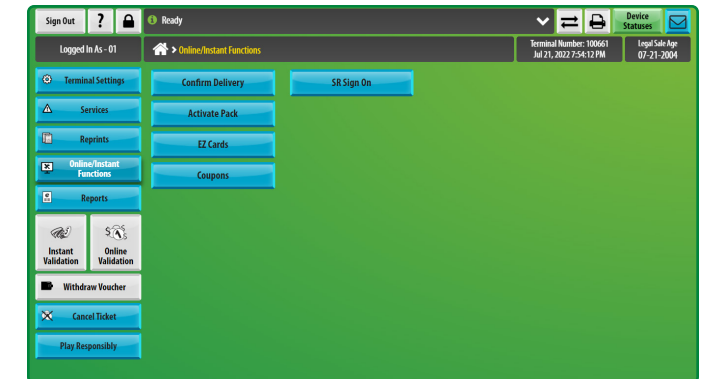 Sign Out
?
Ready
Device
Statuses
Logged In As - 01
> Online/Instant Functions
Terminal Number: 100661
Jul 21, 2022 7:54:12 PM
Legal Sale Age
07-21-2004
Terminal Settings
Confirm Delivery
SR Sign On
Services
Activate Pack
Reprints
EZ Cards
Online/Instant
Functions
Coupons
Reports
Instant
Validation
Online
Validation
Withdraw Voucher
Cancel Ticket
Play Responsibly